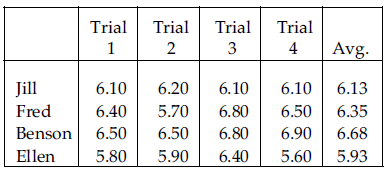 Trial Trial Trial Trial
1 2 3 4 Avg.
Jill 6.10 6.20 6.10 6.10 6.13
Fred 6.40 5.70 6.80 6.50 6.35
Benson 6.50 6.50 6.80 6.90 6.68
Ellen 5.80 5.90 6.40 5.60 5.93